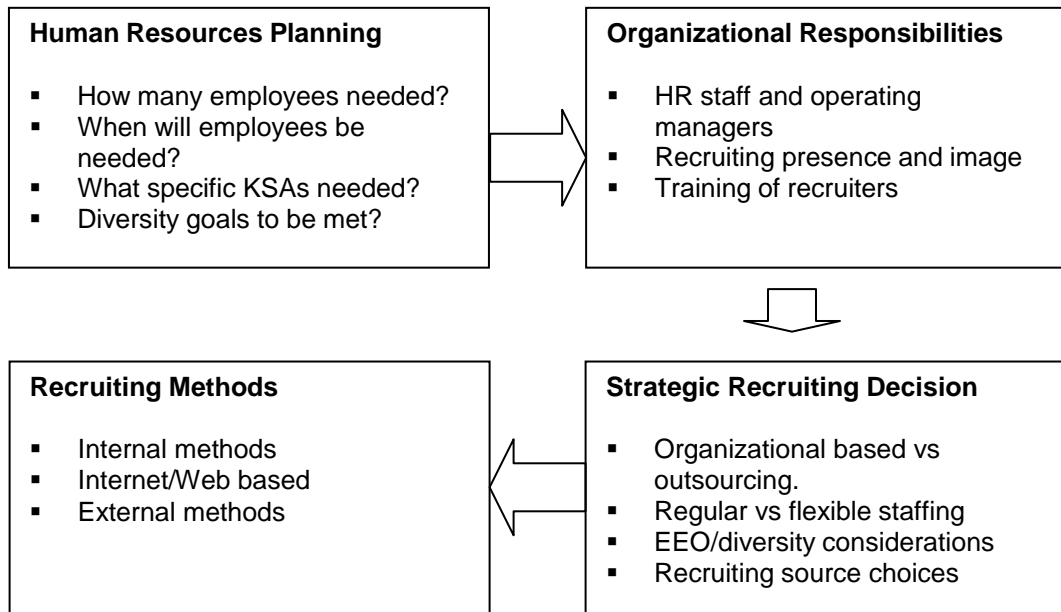 Human Resources Planning
▪ How many employees needed?
▪ When will employees be
needed?
▪ What specific KSAs needed?
▪ Diversity goals to be met?
Organizational Responsibilities
▪ HR staff and operating
managers
▪ Recruiting presence and image
▪ Training of recruiters
Strategic Recruiting Decision
▪ Organizational based vs
outsourcing.
▪ Regular vs flexible staffing
▪ EEO/diversity considerations
▪ Recruiting source choices
Recruiting Methods
▪ Internal methods
▪ Internet/Web based
▪ External methods